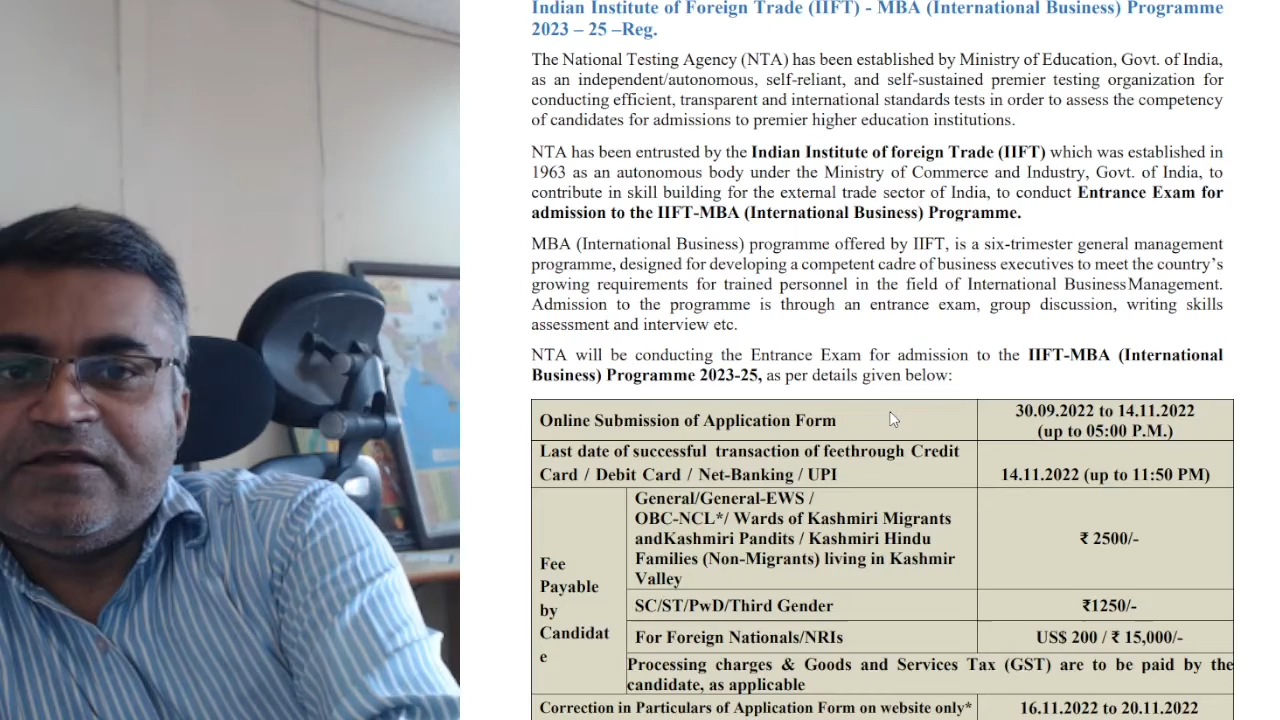 Indian Institute of Foreign Trade (IIFT) - MBA (International Business) Programme
2023 – 25 –Reg.
The National Testing Agency (NTA) has been established by Ministry of Education, Govt. of India,
as an independent/autonomous, self-reliant, and self-sustained premier testing organization for
conducting efficient, transparent and international standards tests in order to assess the competency
of candidates for admissions to premier higher education institutions.
NTA has been entrusted by the Indian Institute of foreign Trade (IIFT) which was established in
1963 as an autonomous body under the Ministry of Commerce and Industry, Govt. of India, to
contribute in skill building for the external trade sector of India, to conduct Entrance Exam for
admission to the IIFT-MBA (International Business) Programme.
MBA (International Business) programme offered by IIFT, is a six-trimester general management
programme, designed for developing a competent cadre of business executives to meet the country's
growing requirements for trained personnel in the field of International BusinessManagement.
Admission to the programme is through an entrance exam, group discussion, writing skills
assessment and interview etc.
NTA will be conducting the Entrance Exam for admission to the IIFT-MBA (International
Business) Programme 2023-25, as per details given below:
Online Submission of Application Form
30.09.2022 to 14.11.2022
(up to 05:00 P.M.)
Last date of successful transaction of feethrough Credit
Card / Debit Card / Net-Banking / UPI
14.11.2022 (up to 11:50 PM)
Fee
Payable
by
Candidat
e
General/General-EWS /
OBC-NCL*/ Wards of Kashmiri Migrants
andKashmiri Pandits / Kashmiri Hindu
Families (Non-Migrants) living in Kashmir
Valley
₹ 2500/-
SC/ST/PwD/Third Gender
₹1250/-
For Foreign Nationals/NRIs
US$ 200 / ₹ 15,000/-
Processing charges & Goods and Services Tax (GST) are to be paid by the
candidate, as applicable
Correction in Particulars of Application Form on website only*
16.11.2022 to 20.11.2022